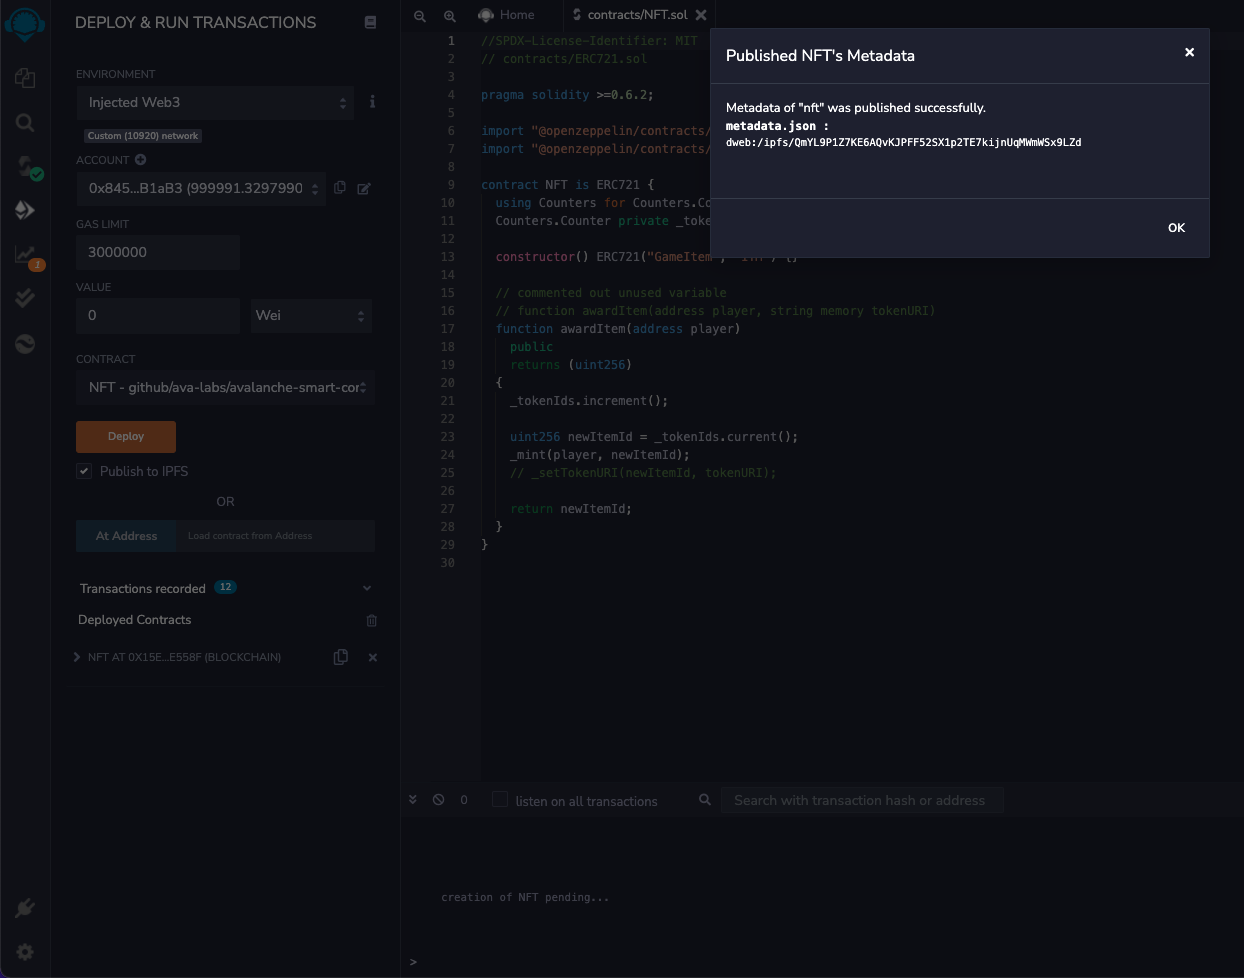 DEPLOY & RUN TRANSACTIONS
ENVIRONMENT
Injected Web3
Custom (10920) network
ACCOUNT
0x845...B1aB3 (999991.3297990
GAS LIMIT
3000000
1
VALUE
0
Wei
CONTRACT
NFT - github/ava-labs/avalanche-smart-cor
Deploy
Publish to IPFS
OR
At Address
Load contract from Address
Transactions recorded 12
Deployed Contracts
NFT AT 0X15E...E558F (BLOCKCHAIN)
Home
contracts/NFT.sol
1 //SPDX-License-Identifier: MIT
2 // contracts/ERC721.sol
3
4 pragma solidity >=0.6.2;
5
6 import "@openzeppelin/contracts/
7 import "@openzeppelin/contracts/
8
9 contract NFT is ERC721 {
10 using Counters for Counters.Co
11 Counters.Counter private _toke
12
13 constructor() ERC721("GameItem", "ITM") {}
14
15 // commented out unused variable
16 // function awardItem(address player, string memory tokenURI)
17 function awardItem(address player)
18 public
19 returns (uint256)
20 {
21 _tokenIds.increment();
22
23 uint256 newItemId = _tokenIds.current();
24 _mint(player, newItemId);
25 // _setTokenURI(newItemId, tokenURI);
26
27 return newItemId;
28 }
29 }
30
Published NFT's Metadata
Metadata of "nft" was published successfully.
metadata.json :
dweb:/ipfs/QmYL9P1Z7KE6AQvKJPFF52SX1p2TE7kijnUqMWmWSx9LZd
OK
0
listen on all transactions
Search with transaction hash or address
creation of NFT pending...
>